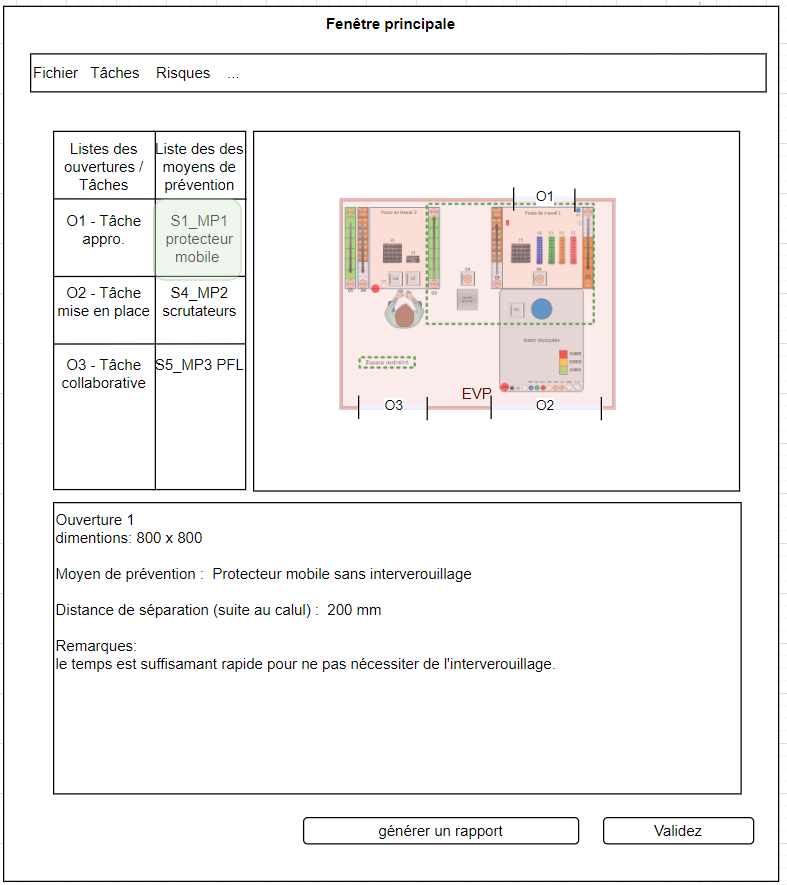 Fenêtre principale
Fichier Tâches Risques ...
Listes des
ouvertures /
Tâches
Liste des des
moyens de
prévention
O1 - Tâche
appro.
S1_MP1
protecteur
mobile
O2 - Tâche
mise en place
S4_MP2
scrutateurs
O3 - Tâche
collaborative
S5_MP3 PFL
O1
Poste de travail 2
Poste de travail 1
Robot déplaçable
Espace restreint
EVP
O3
O2
Ouverture 1
dimentions: 800 x 800
Moyen de prévention : Protecteur mobile sans interverouillage
Distance de séparation (suite au calul) : 200 mm
Remarques:
le temps est suffisamant rapide pour ne pas nécessiter de l'interverouillage.
générer un rapport
Validez